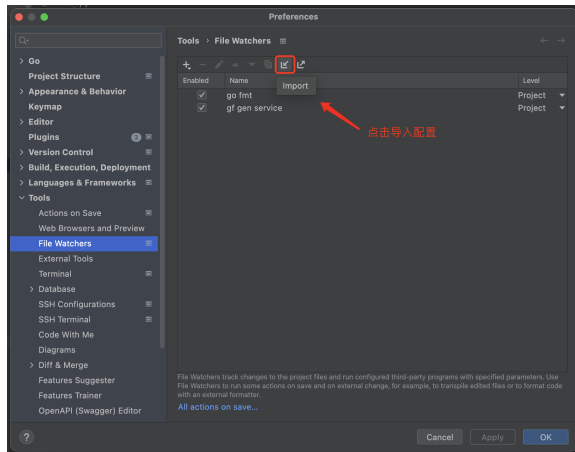 Preferences
Tools › File Watchers
Go
Project Structure
Appearance & Behavior
Keymap
Editor
Plugins 3
Version Control
Build, Execution, Deployment
Languages & Frameworks
Tools
Actions on Save
Web Browsers and Preview
File Watchers
External Tools
Terminal
Database
SSH Configurations
SSH Terminal
Code With Me
Diagrams
Diff & Merge
Features Suggester
Features Trainer
OpenAPI (Swagger) Editor
Enabled Name Level
go fmt Project
gf gen service Project
Import
点击导入配置
File Watchers track changes to the project files and run configured third-party programs with specified parameters. Use
File Watchers to run some actions on save and on external change, for example, to transpile edited files or to format code
with an external formatter.
All actions on save...
? Cancel Apply OK